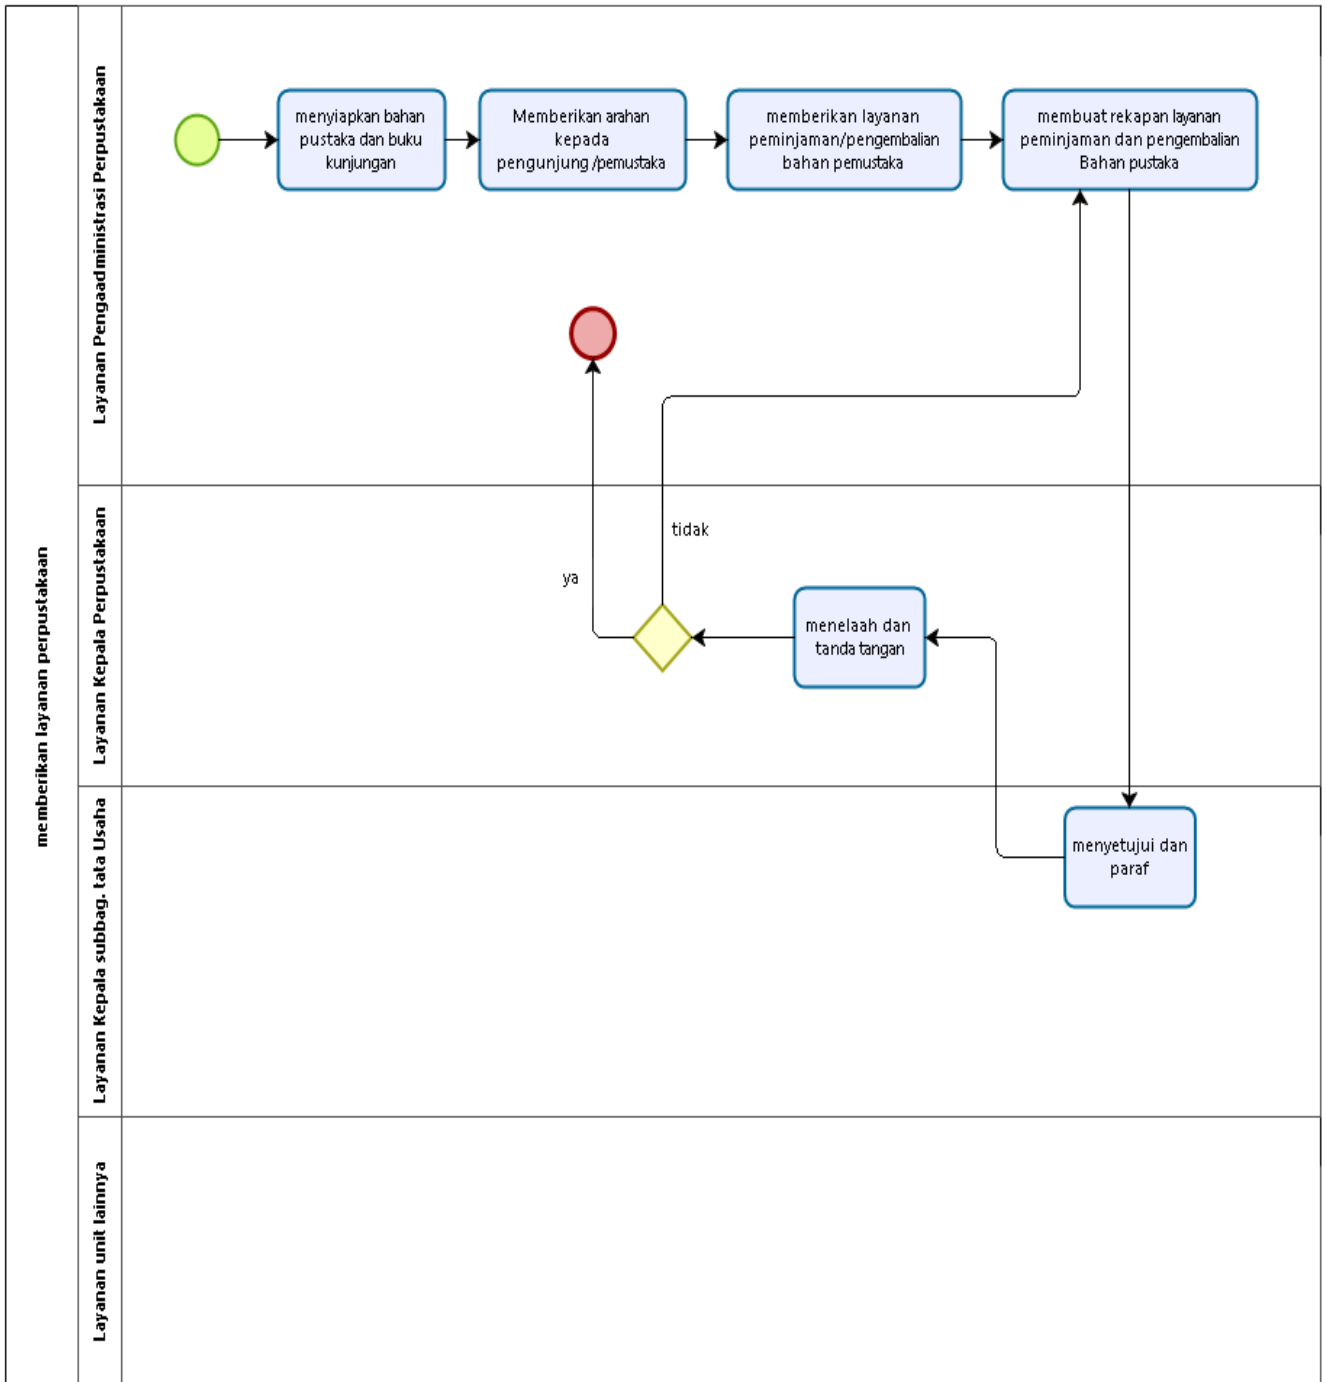 memberikan layanan perpustakaan
Layanan Pengaadministrasi Perpustakaan
menyiapkan bahan
pustaka dan buku
kunjungan
Memberikan arahan
kepada
pengunjung /pemustaka
memberikan layanan
peminjaman/pengembalian
bahan pemustaka
membuat rekapan layanan
peminjaman dan pengembalian
Bahan pustaka
Layanan Kepala Perpustakaan
tidak
ya
menelaah dan
tanda tangan
Layanan Kepala subbag. tata Usaha
menyetujui dan
paraf
Layanan unit lainnya